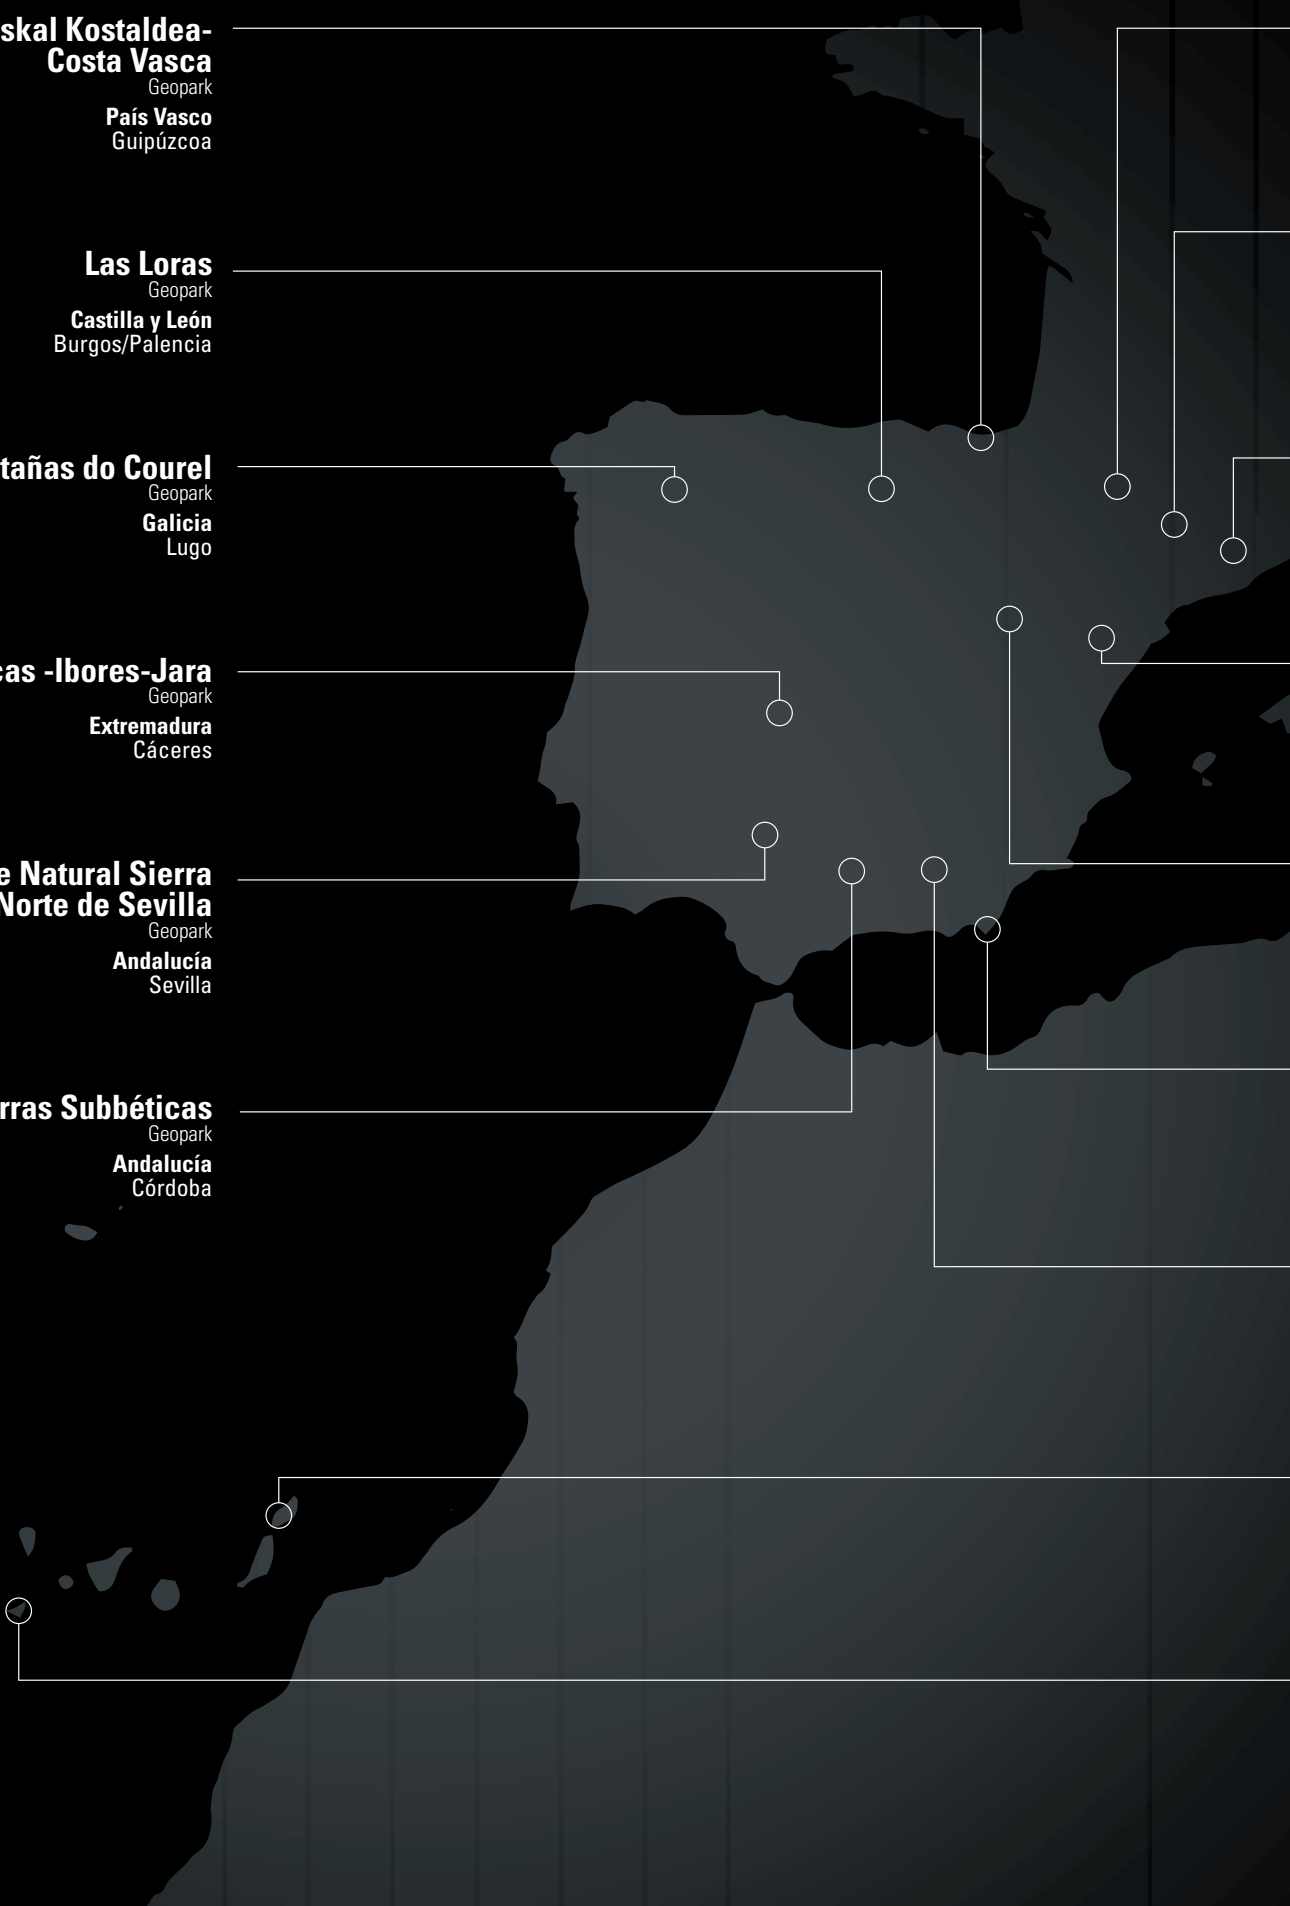 skal Kostaldea-
Costa Vasca
Geopark
País Vasco
Guipúzcoa
Las Loras
Geopark
Castilla y León
Burgos/Palencia
tañas do Courel
Geopark
Galicia
Lugo
cas -Ibores-Jara
Geopark
Extremadura
Cáceres
e Natural Sierra
Norte de Sevilla
Geopark
Andalucía
Sevilla
rras Subbéticas
Geopark
Andalucía
Córdoba